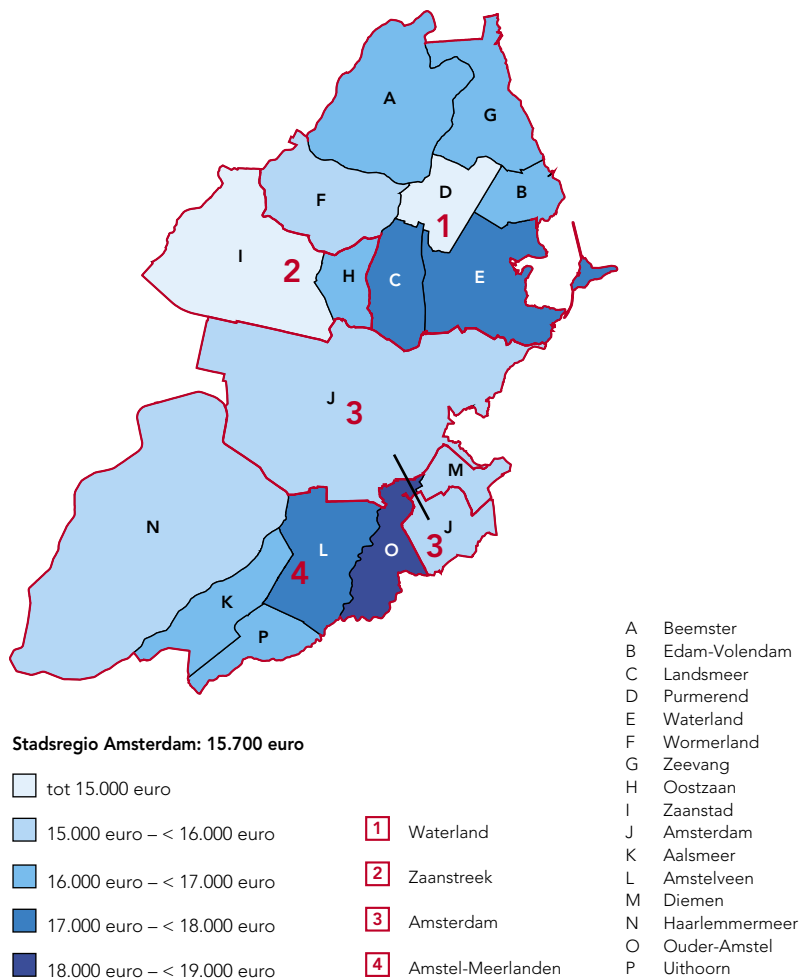 A
G
D
B
F
1
I
2
H
C
E
J
3
M
N
J
L
O
3
4
K
P
Stadsregio Amsterdam: 15.700 euro
tot 15.000 euro
15.000 euro – < 16.000 euro
16.000 euro – < 17.000 euro
17.000 euro – < 18.000 euro
18.000 euro – < 19.000 euro
1 Waterland
2 Zaanstreek
3 Amsterdam
4 Amstel-Meerlanden
A Beemster
B Edam-Volendam
C Landsmeer
D Purmerend
E Waterland
F Wormerland
G Zeevang
H Oostzaan
I Zaanstad
J Amsterdam
K Aalsmeer
L Amstelveen
M Diemen
N Haarlemmermeer
O Ouder-Amstel
P Uithoorn